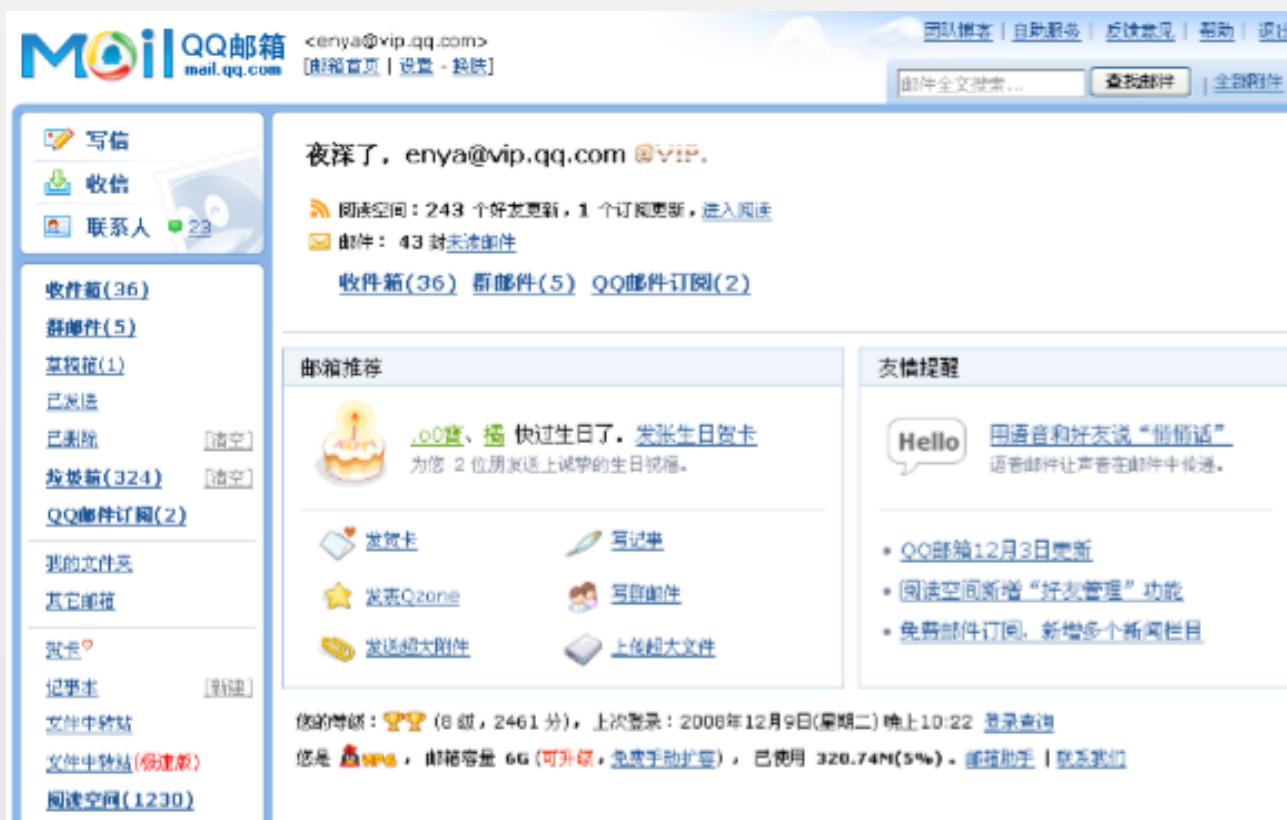 Mail QQ邮箱 mail.qq.com
<enya@vip.qq.com>
[邮箱首页 | 设置 - 换肤]
团队博客 | 自助服务 | 反馈意见 | 帮助 | 退出
邮件全文搜索... 查找邮件 | 全部附件
写信
收信
联系人 23
收件箱(36)
群邮件(5)
草稿箱(1)
已发送
已删除 [清空]
垃圾箱(324) [清空]
QQ邮件订阅(2)
我的文件夹
其它邮箱
贺卡
记事本 [新建]
文件中转站
文件中转站(极速版)
阅读空间(1230)
夜深了，enya@vip.qq.com @VIP.
阅读空间：243 个好友更新，1 个订阅更新，进入阅读
邮件： 43 封未读邮件
收件箱(36) 群邮件(5) QQ邮件订阅(2)
邮箱推荐
快过生日了. 发张生日贺卡
为您 2 位朋友送上诚挚的生日祝福。
发贺卡 写记事
发表Qzone 写群邮件
发送超大附件 上传超大文件
友情提醒
Hello
用语音和好友说“悄悄话”
语音邮件让声音在邮件中传递。
• QQ邮箱12月3日更新
• 阅读空间新增“好友管理”功能
• 免费邮件订阅，新增多个新闻栏目
您的等级： (8 级，2461 分)，上次登录：2008年12月9日(星期二) 晚上10:22 登录查询
您是 VIP6 ，邮箱容量 6G (可升级，免费手动扩容) ，已使用 320.74M(5%) 。邮箱助手 | 联系我们